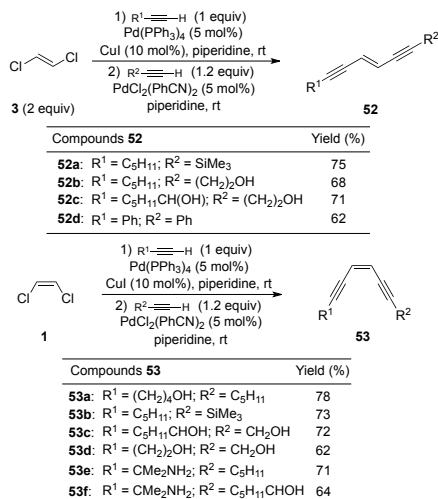 1) R¹ H (1 equiv)
Pd(PPh₃)₄ (5 mol%)
CuI (10 mol%), piperidine, rt
2) R² H (1.2 equiv)
PdCl₂(PhCN)₂ (5 mol%)
piperidine, rt
Cl
Cl
3 (2 equiv)
R¹
R²
52
Compounds 52 Yield (%)
52a: R¹ = C₅H₁₁; R² = SiMe₃ 75
52b: R¹ = C₅H₁₁; R² = (CH₂)₂OH 68
52c: R¹ = C₅H₁₁CH(OH); R² = (CH₂)₂OH 71
52d: R¹ = Ph; R² = Ph 62
1) R¹ H (1 equiv)
Pd(PPh₃)₄ (5 mol%)
CuI (10 mol%), piperidine, rt
2) R² H (1.2 equiv)
PdCl₂(PhCN)₂ (5 mol%)
piperidine, rt
Cl Cl
1
R¹ R²
53
Compounds 53 Yield (%)
53a: R¹ = (CH₂)₄OH; R² = C₅H₁₁ 78
53b: R¹ = C₅H₁₁; R² = SiMe₃ 73
53c: R¹ = C₅H₁₁CHOH; R² = CH₂OH 72
53d: R¹ = (CH₂)₂OH; R² = CH₂OH 62
53e: R¹ = CMe₂NH₂; R² = C₅H₁₁ 71
53f: R¹ = CMe₂NH₂; R² = C₅H₁₁CHOH 64